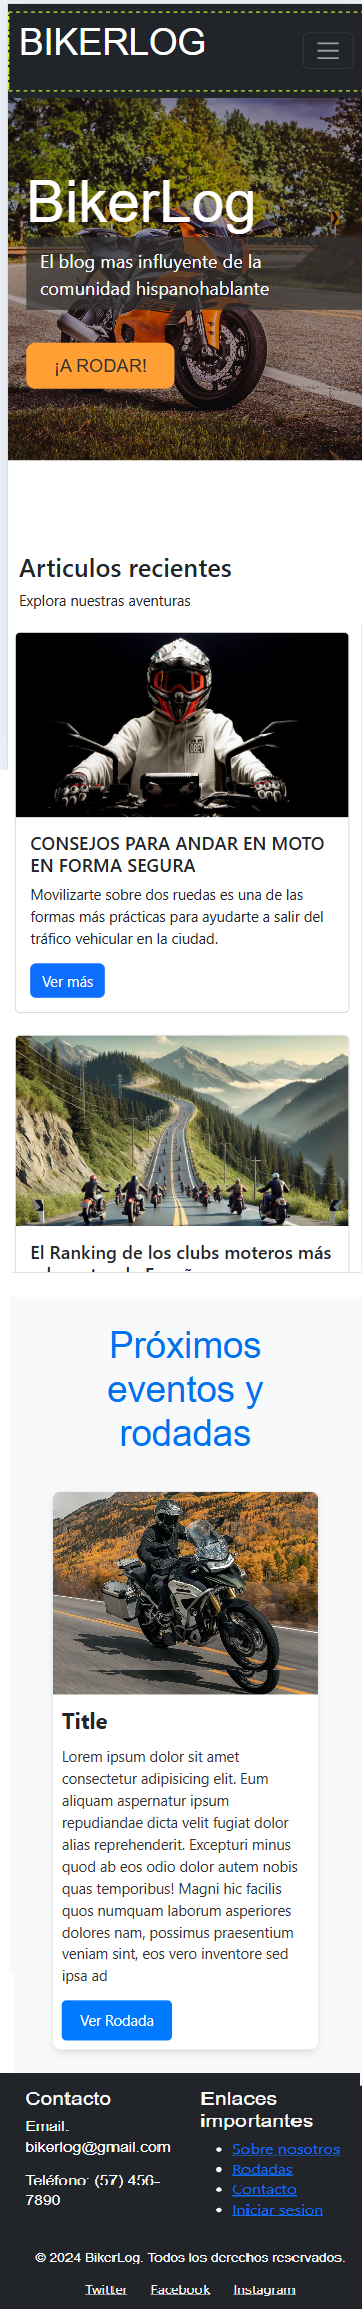 BIKERLOG
BikerLog
El blog mas influyente de la
comunidad hispanohablante
¡A RODAR!
Articulos recientes
Explora nuestras aventuras
CONSEJOS PARA ANDAR EN MOTO
EN FORMA SEGURA
Movilizarte sobre dos ruedas es una de las
formas más prácticas para ayudarte a salir del
tráfico vehicular en la ciudad.
Ver más
El Ranking de los clubs moteros más
Próximos
eventos y
rodadas
Title
Lorem ipsum dolor sit amet
consectetur adipisicing elit. Eum
aliquam aspernatur ipsum
repudiandae dicta velit fugiat dolor
alias reprehenderit. Excepturi minus
quod ab eos odio dolor autem nobis
quas temporibus! Magni hic facilis
quos numquam laborum asperiores
dolores nam, possimus praesentium
veniam sint, eos vero inventore sed
ipsa ad
Ver Rodada
Contacto
Email.
bikerlog@gmail.com
Teléfono: (57) 456-
7890
Enlaces
importantes
Sobre nosotros
Rodadas
Contacto
Iniciar sesion
© 2024 BikerLog. Todos los derechos reservados.
Twitter Facebook Instagram